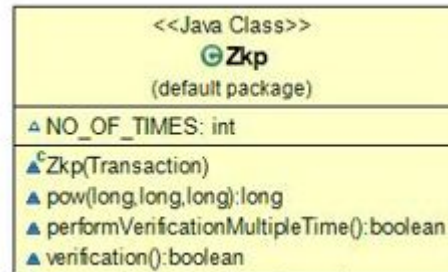 <<Java Class>>
Zkp
(default package)
NO_OF_TIMES: int
Zkp(Transaction)
pow(long,long,long):long
performVerificationMultipleTime():boolean
verification():boolean